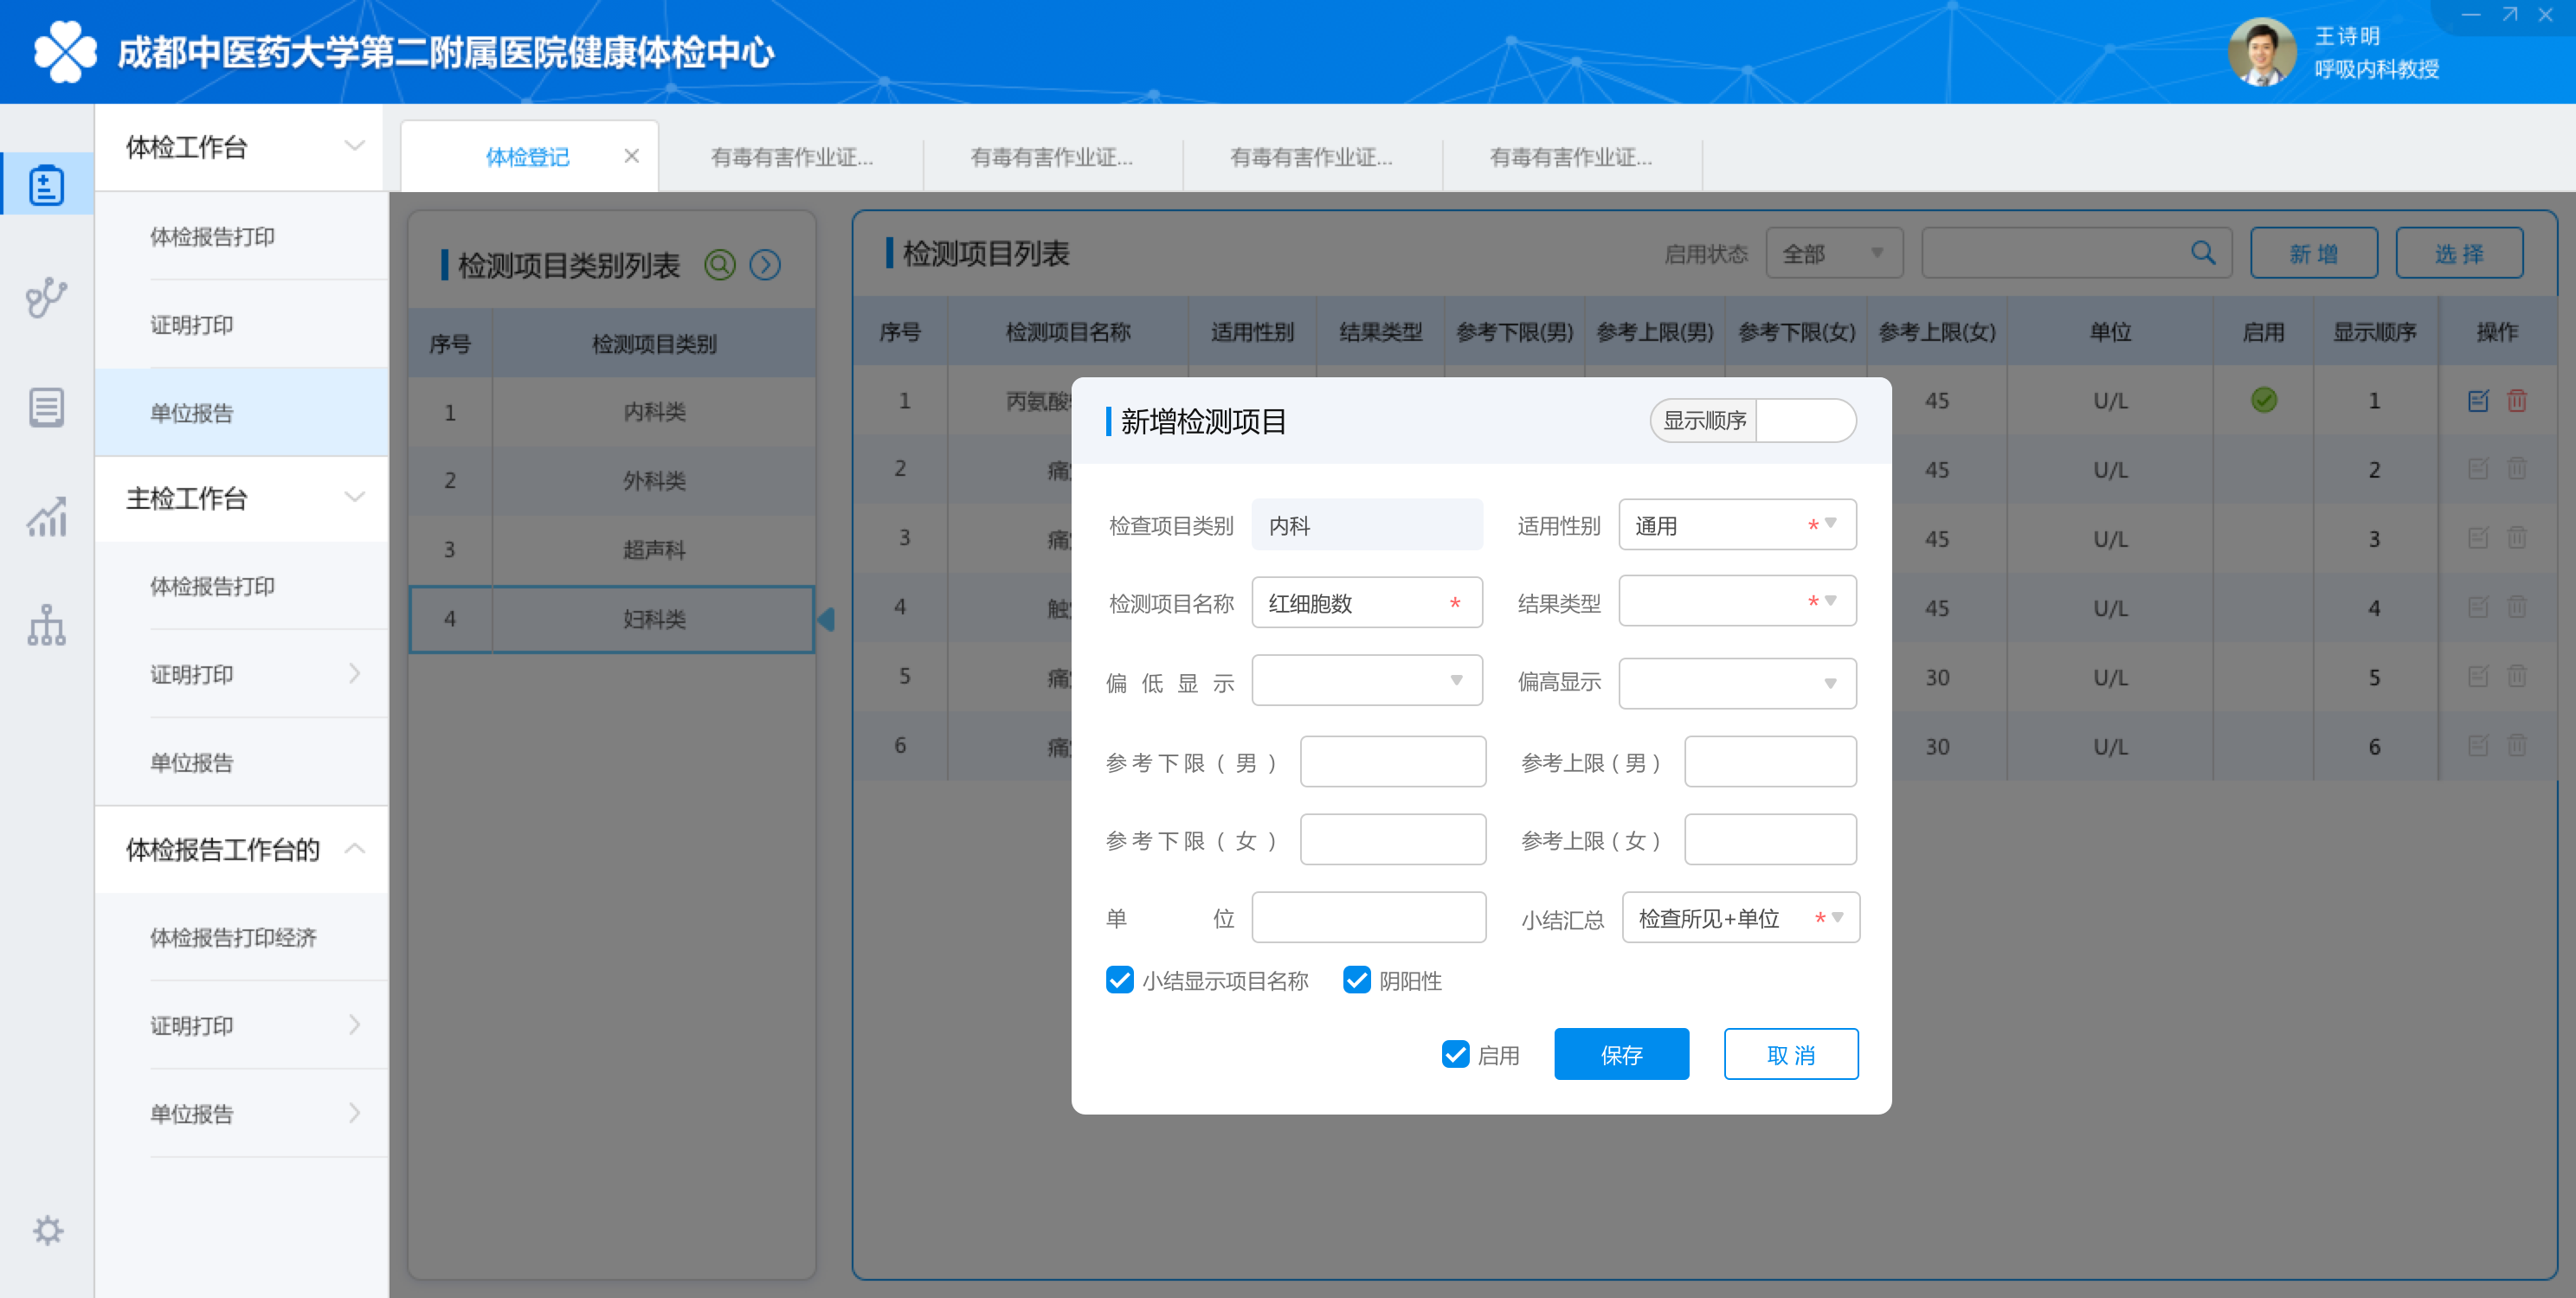 成都中医药大学第二附属医院健康体检中心
王诗明
呼吸内科教授
体检工作台
体检报告打印
证明打印
单位报告
主检工作台
体检报告打印
证明打印
单位报告
体检报告工作台的
体检报告打印经济
证明打印
单位报告
体检登记 有毒有害作业证... 有毒有害作业证... 有毒有害作业证... 有毒有害作业证...
检测项目类别列表
序号 检测项目类别
1 内科类
2 外科类
3 超声科
4 妇科类
检测项目列表 启用状态 全部 新 增 选 择
序号 检测项目名称 适用性别 结果类型 参考下限(男) 参考上限(男) 参考下限(女) 参考上限(女) 单位 启用 显示顺序 操作
1 丙氨酸 45 U/L 1
2 痛 45 U/L 2
3 痛 45 U/L 3
4 触 45 U/L 4
5 痛 30 U/L 5
6 痛 30 U/L 6
新增检测项目 显示顺序
检查项目类别 内科 适用性别 通用 *
检测项目名称 红细胞数 * 结果类型 *
偏低显示 偏高显示
参考下限(男) 参考上限(男)
参考下限(女) 参考上限(女)
单位 小结汇总 检查所见+单位 *
小结显示项目名称 阴阳性
启用 保存 取 消